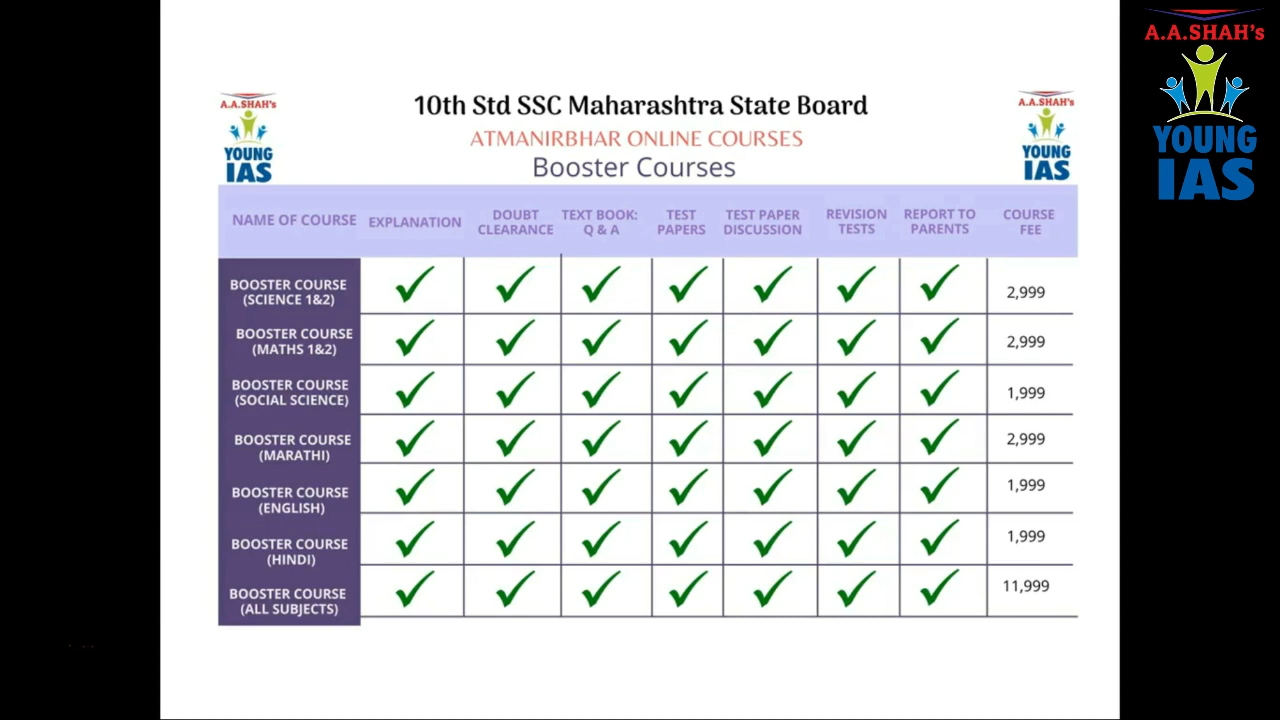 A.A.SHAH's
YOUNG
IAS
A.A.SHAH's
YOUNG
IAS
10th Std SSC Maharashtra State Board
ATMANIRBHAR ONLINE COURSES
Booster Courses
A.A.SHAH's
YOUNG
IAS
NAME OF COURSE EXPLANATION DOUBT CLEARANCE TEXT BOOK: Q & A TEST PAPERS TEST PAPER DISCUSSION REVISION TESTS REPORT TO PARENTS COURSE FEE
BOOSTER COURSE
(SCIENCE 1&2) 2,999
BOOSTER COURSE
(MATHS 1&2) 2,999
BOOSTER COURSE
(SOCIAL SCIENCE) 1,999
BOOSTER COURSE
(MARATHI) 2,999
BOOSTER COURSE
(ENGLISH) 1,999
BOOSTER COURSE
(HINDI) 1,999
BOOSTER COURSE
(ALL SUBJECTS) 11,999